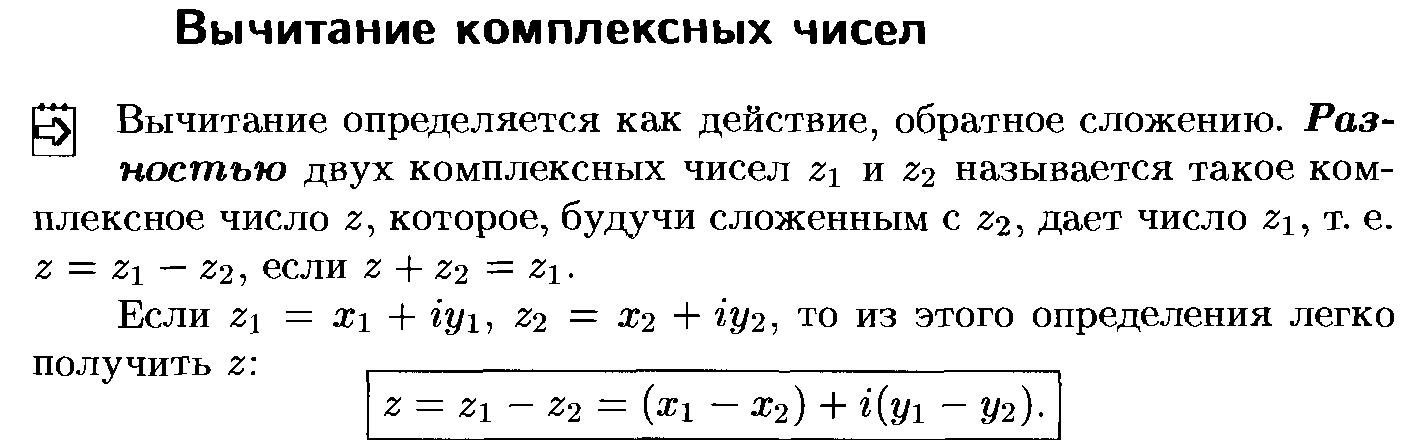 Вычитание комплексных чисел
Вычитание определяется как действие, обратное сложению. Раз-
ностью двух комплексных чисел z₁ и z₂ называется такое ком-
плексное число z, которое, будучи сложенным с z₂, дает число z₁, т. е.
z = z₁ − z₂, если z + z₂ = z₁.
Если z₁ = x₁ + iy₁, z₂ = x₂ + iy₂, то из этого определения легко
получить z:
z = z₁ − z₂ = (x₁ − x₂) + i(y₁ − y₂).